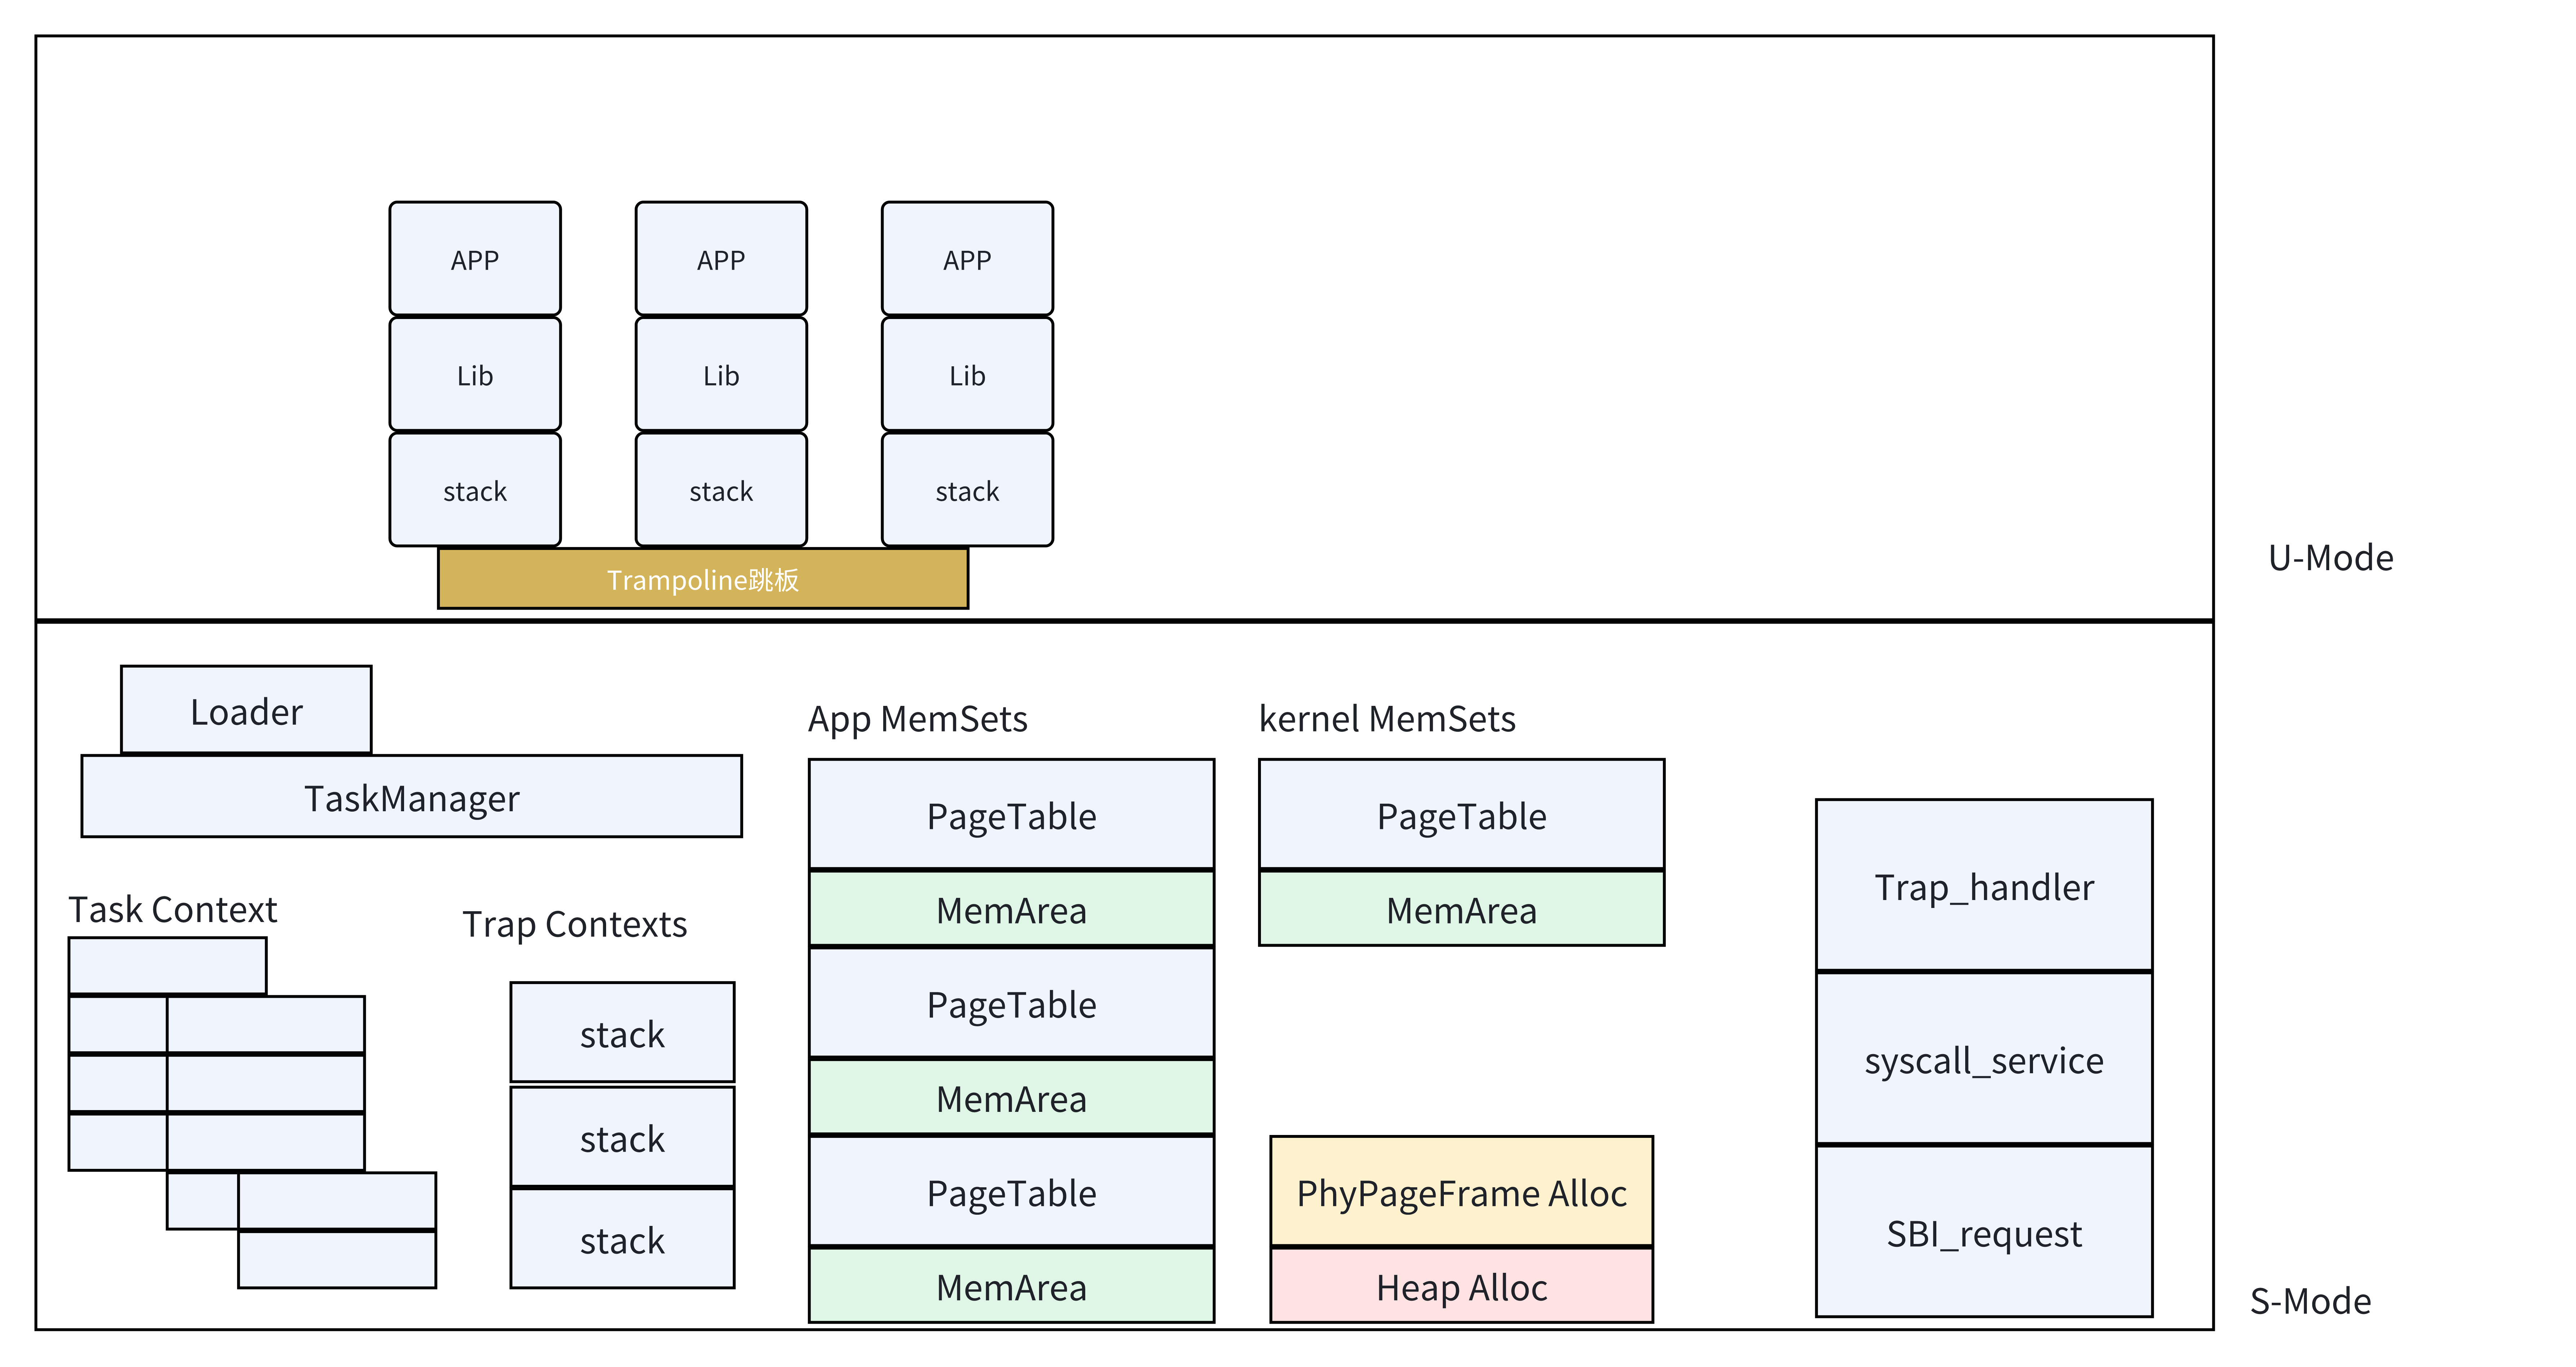 APP
APP
APP
Lib
Lib
Lib
stack
stack
stack
Trampoline跳板
U-Mode
Loader
TaskManager
Task Context
Trap Contexts
stack
stack
stack
App MemSets
PageTable
MemArea
PageTable
MemArea
PageTable
MemArea
kernel MemSets
PageTable
MemArea
PhyPageFrame Alloc
Heap Alloc
Trap_handler
syscall_service
SBI_request
S-Mode